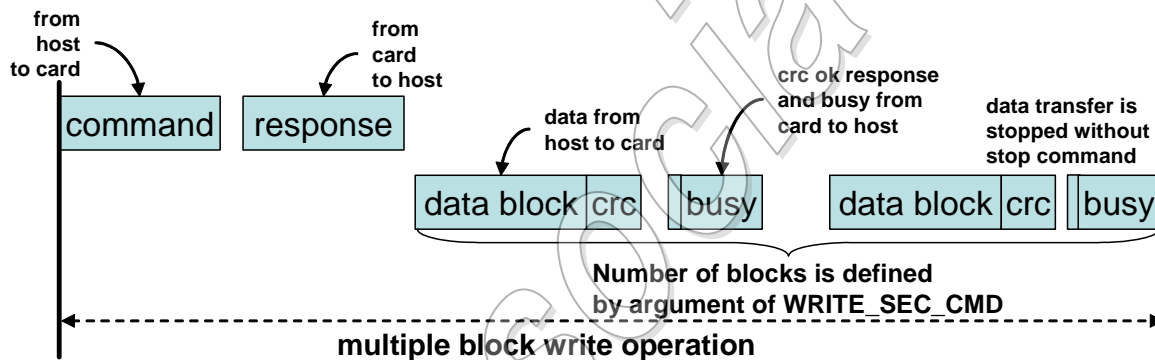 from
host
to card
from
card
to host
command
response
data from
host to card
crc ok response
and busy from
card to host
data transfer is
stopped without
stop command
data block crc
busy
data block crc
busy
Number of blocks is defined
by argument of WRITE_SEC_CMD
multiple block write operation